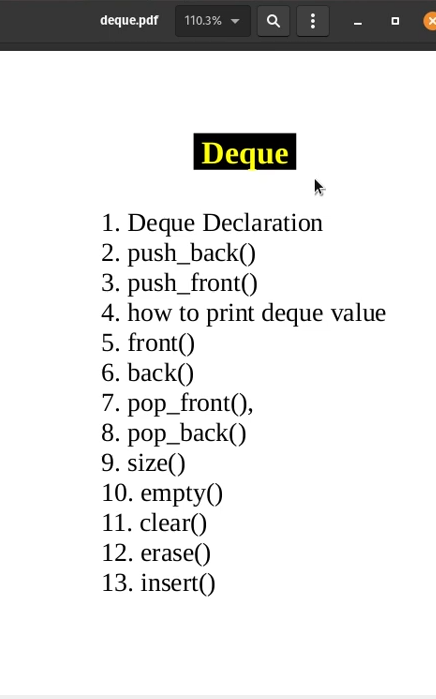 deque.pdf
110.3%
Deque
1. Deque Declaration
2. push_back()
3. push_front()
4. how to print deque value
5. front()
6. back()
7. pop_front(),
8. pop_back()
9. size()
10. empty()
11. clear()
12. erase()
13. insert()